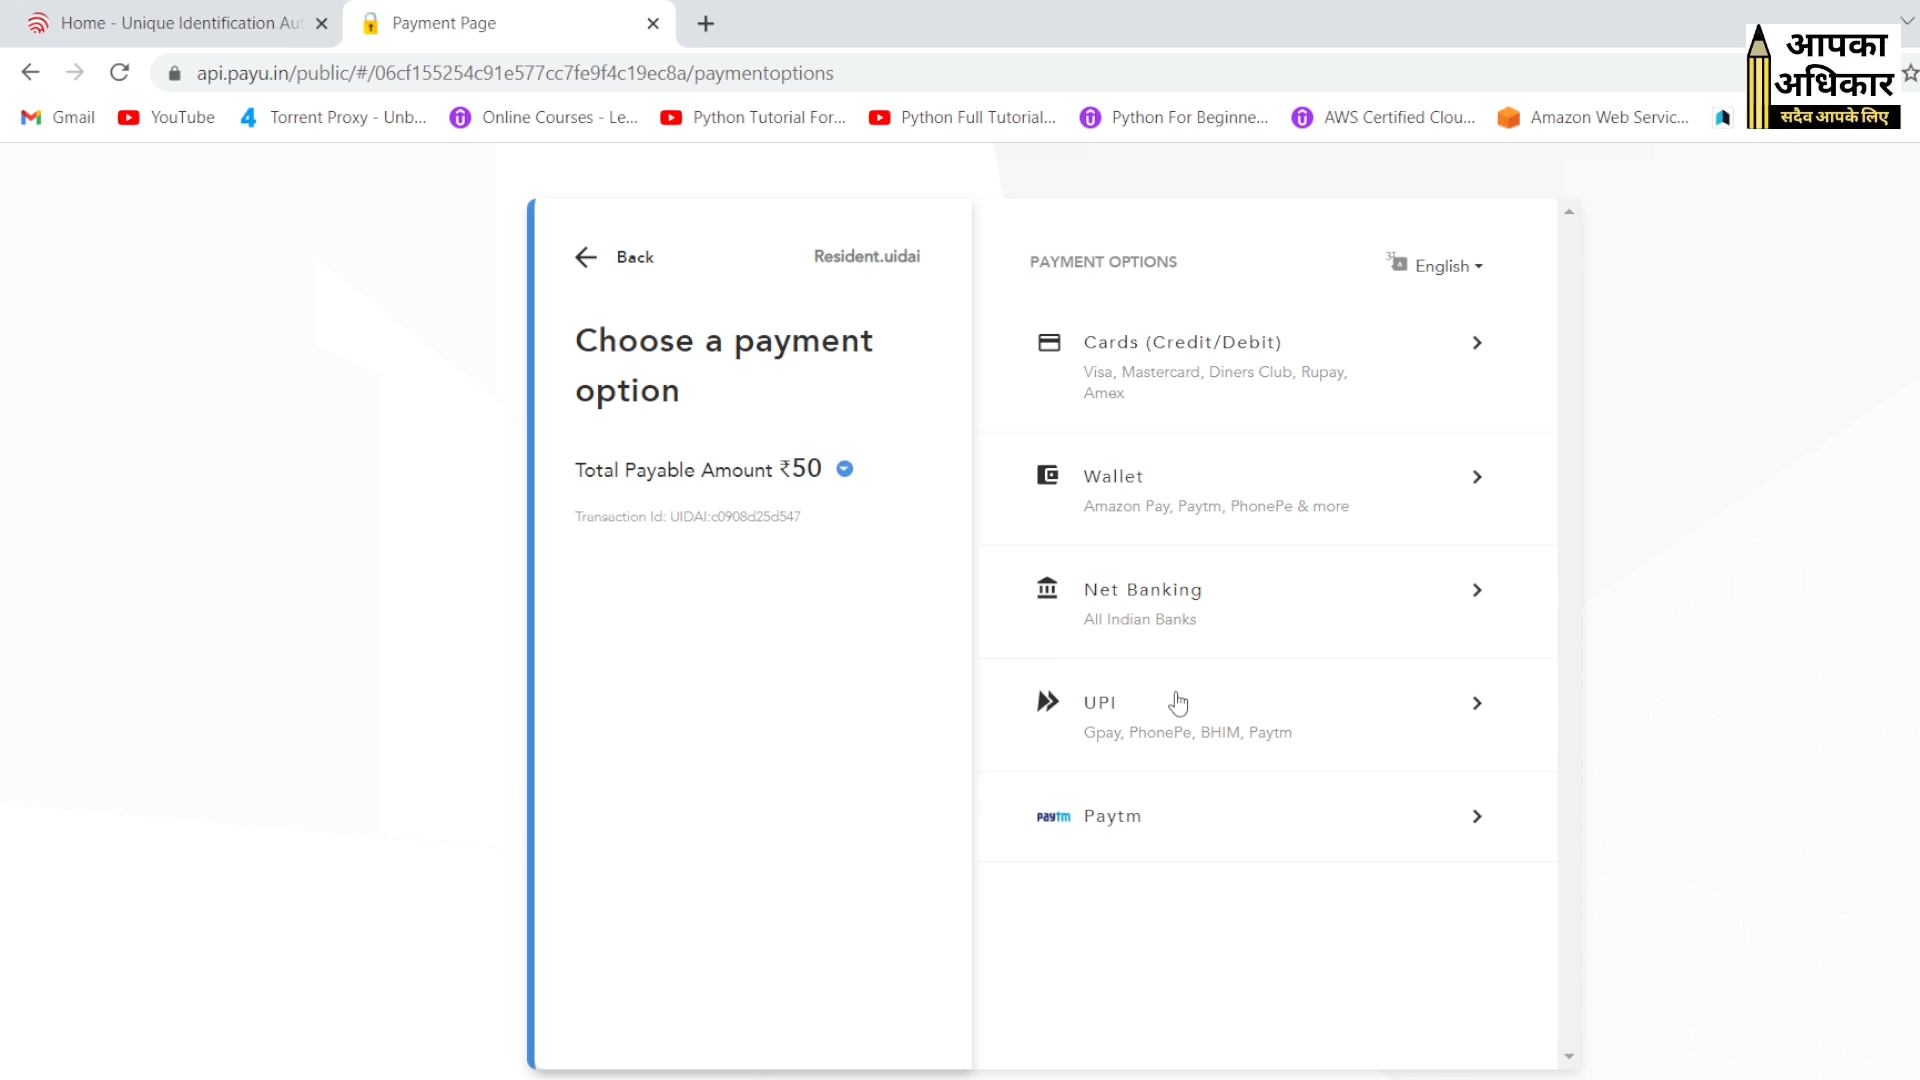 Home - Unique Identification Aut
Payment Page
api.payu.in/public/#/06cf155254c91e577cc7fe9f4c19ec8a/paymentoptions
Gmail
YouTube
Torrent Proxy - Unb...
Online Courses - Le...
Python Tutorial For...
Python Full Tutorial...
Python For Beginne...
AWS Certified Clou...
Amazon Web Servic...
आपका
अधिकार
सदैव आपके लिए
Back
Resident.uidai
Choose a payment
option
Total Payable Amount ₹50
Transaction Id: UIDAI:c0908d25d547
PAYMENT OPTIONS
English
Cards (Credit/Debit)
Visa, Mastercard, Diners Club, Rupay,
Amex
Wallet
Amazon Pay, Paytm, PhonePe & more
Net Banking
All Indian Banks
UPI
Gpay, PhonePe, BHIM, Paytm
paytm Paytm